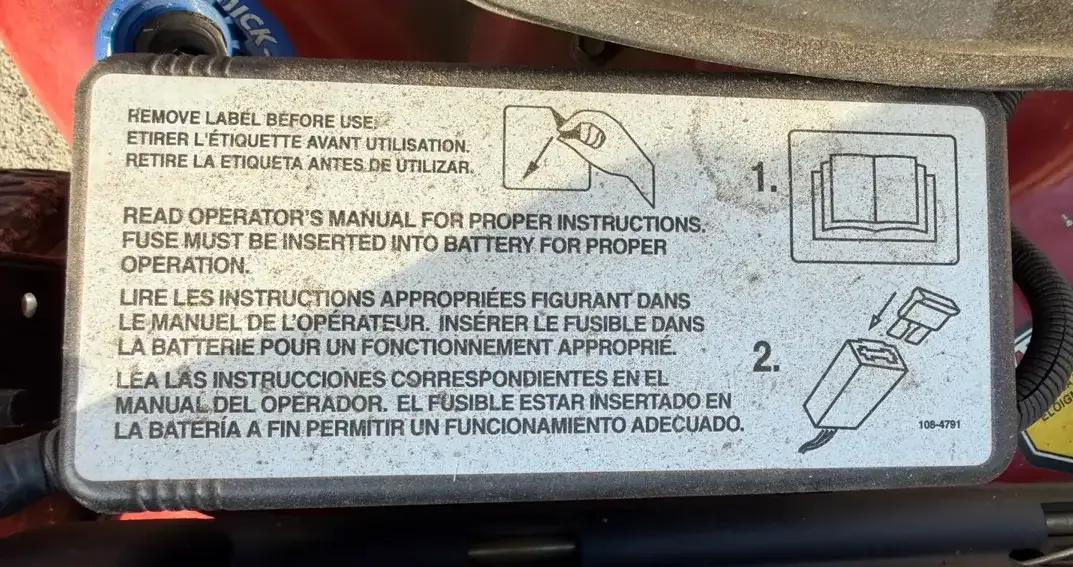 REMOVE LABEL BEFORE USE.
ETIRER L'ÉTIQUETTE AVANT UTILISATION.
RETIRE LA ETIQUETA ANTES DE UTILIZAR.
READ OPERATOR'S MANUAL FOR PROPER INSTRUCTIONS.
FUSE MUST BE INSERTED INTO BATTERY FOR PROPER
OPERATION.
LIRE LES INSTRUCTIONS APPROPRIÉES FIGURANT DANS
LE MANUEL DE L'OPÉRATEUR. INSÉRER LE FUSIBLE DANS
LA BATTERIE POUR UN FONCTIONNEMENT APPROPRIÉ.
LEA LAS INSTRUCCIONES CORRESPONDIENTES EN EL
MANUAL DEL OPERADOR. EL FUSIBLE ESTAR INSERTADO EN
LA BATERÍA A FIN PERMITIR UN FUNCIONAMIENTO ADECUADO.
1.
2.
108-4791